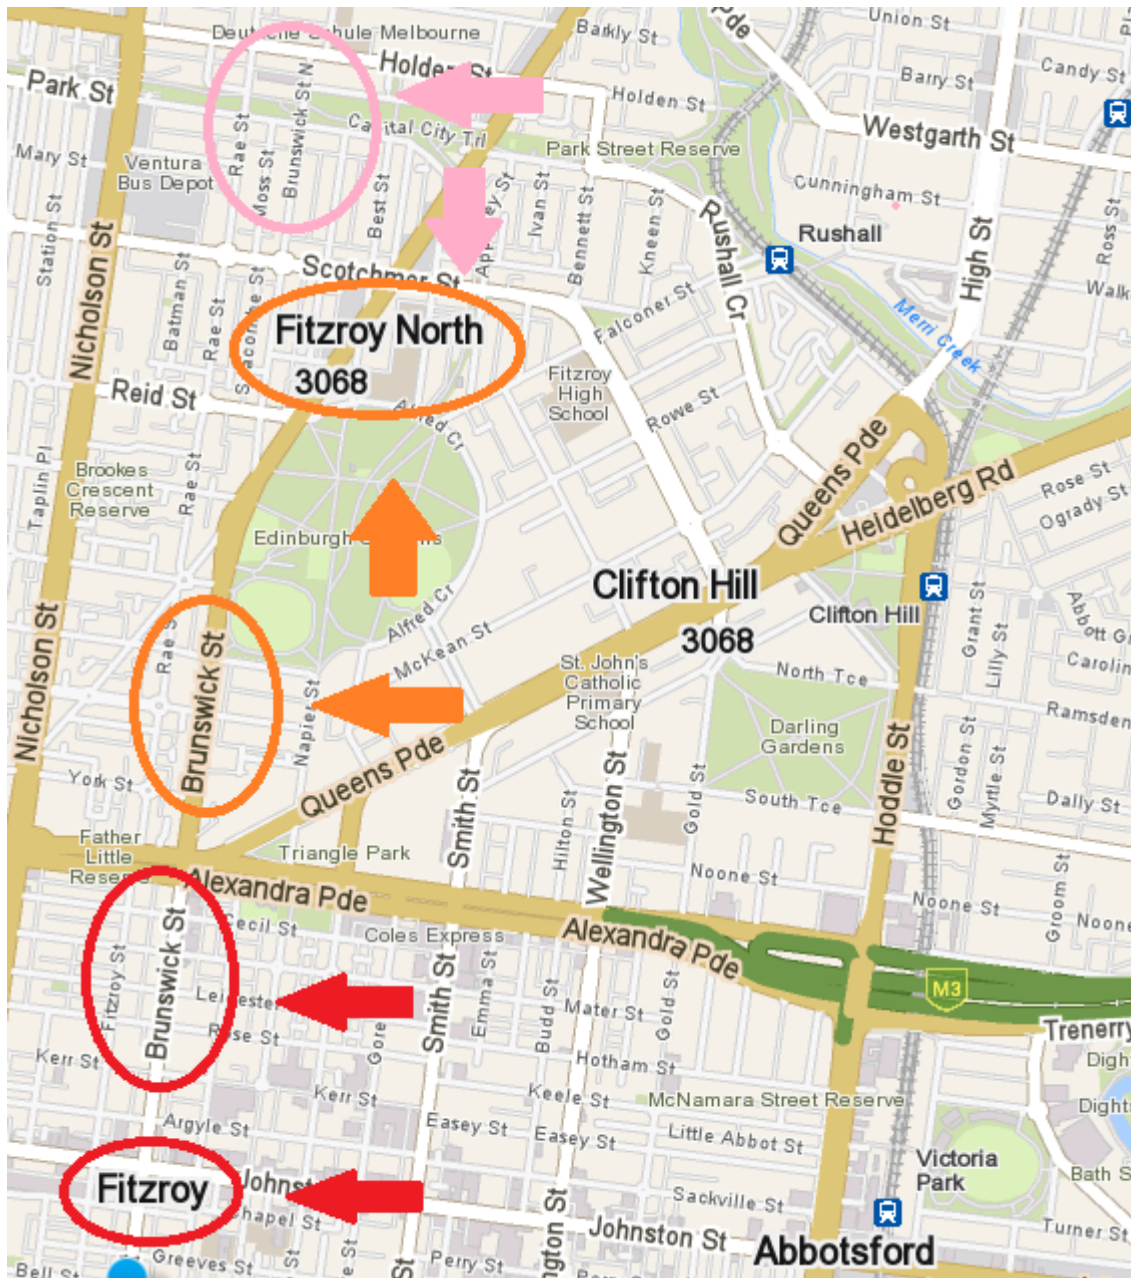 Union St
Pde
Deutsche Schule Melbourne
Barkly St
Holden St
Barry St
Candy St
Park St
Holden St
Capital City Trl
Westgarth St
Rae St
Brunswick St N
Mary St
Ventura
Bus Depot
Moss St
Park Street Reserve
Cunningham St
Best St
Ivan St
Bennett St
Kneen St
Rushall Cr
Rushall
High St
Ross St
Station St
Nicholson St
Scotchmer St
Batman St
Rae St
Falconer St
Merri Creek
Fitzroy North
3068
Fitzroy
High
School
Reid St
Alfred Cr
Rowe St
Queens Pde
Heidelberg Rd
Rose St
Ogrady St
Brookes
Crescent
Reserve
Taplin Pl
Rae St
Edinburgh
Clifton Hill
3068
Clifton Hill
Alfred Cr
McKean St
Nicholson St
Rae St
Brunswick St
Napier St
St. John's
Catholic
Primary
School
North Tce
Grant St
Lilly St
Darling
Gardens
Hoddle St
Queens Pde
York St
Smith St
Hilton St
Wellington St
Gold St
South Tce
Gordon St
Myrtle St
Dally St
Father
Little
Triangle Park
Noone St
Alexandra Pde
Noone St
Groom St
Noone
Coles Express
Alexandra Pde
M3
Fitzroy St
Brunswick St
Smith St
Emma St
Budd St
Mater St
Gold St
Trenerry
Kerr St
Rose St
Gore
Hotham St
Kerr St
Keele St
McNamara Street Reserve
Argyle St
Easey St
Easey St
Little Abbot St
Victoria
Park
Bath S
Fitzroy
Sackville St
Johnston St
Turner St
Abbotsford
Greeves St
Perry St
Bell St